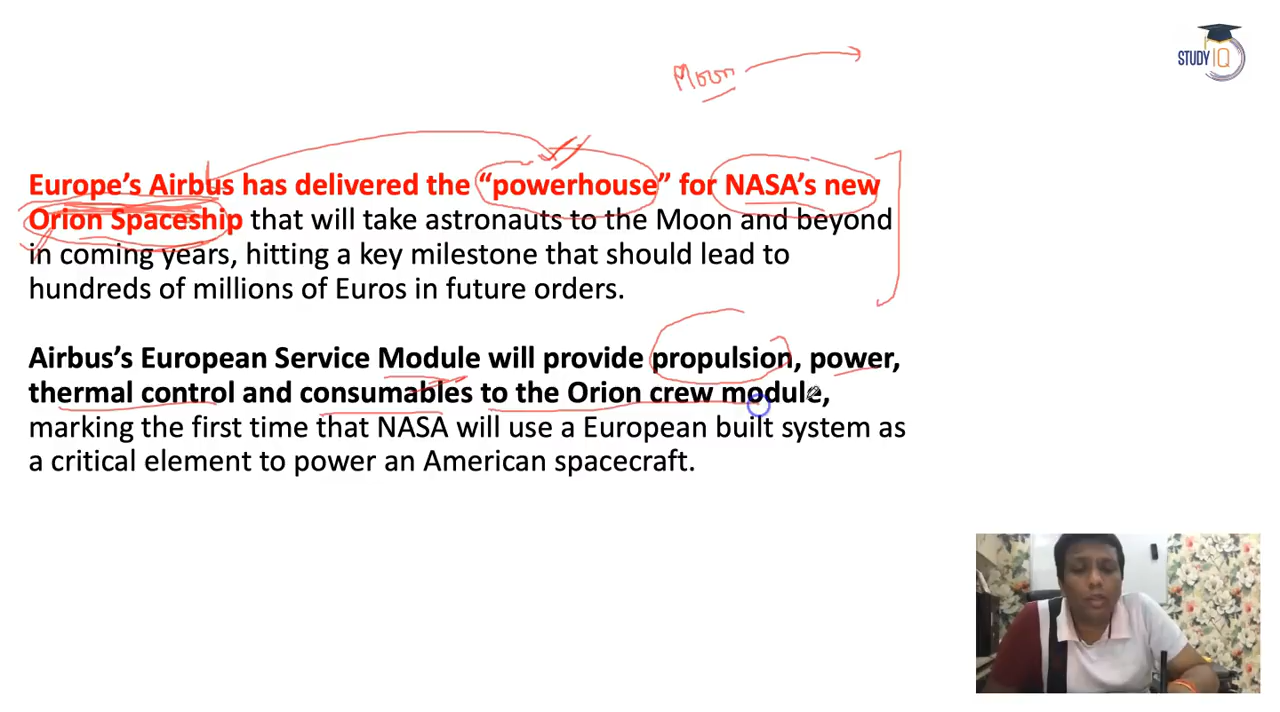 STUDY IQ
Moon
Europe's Airbus has delivered the “powerhouse” for NASA's new
Orion Spaceship that will take astronauts to the Moon and beyond
in coming years, hitting a key milestone that should lead to
hundreds of millions of Euros in future orders.
Airbus's European Service Module will provide propulsion, power,
thermal control and consumables to the Orion crew module,
marking the first time that NASA will use a European built system as
a critical element to power an American spacecraft.